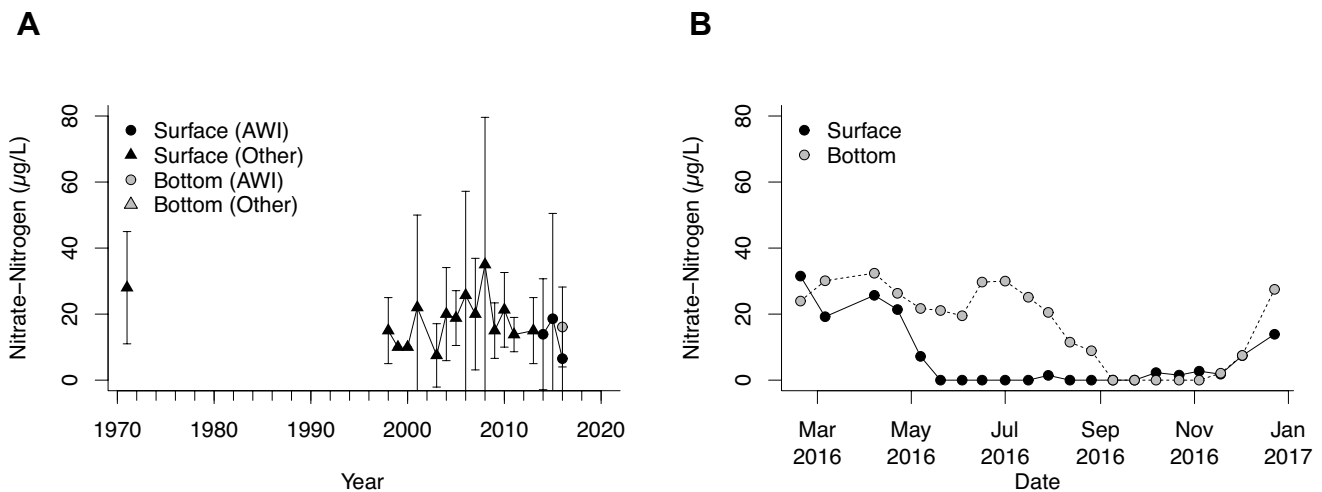 A
Nitrate−Nitrogen (µg/L)
80
60
40
20
0
Surface (AWI)
Surface (Other)
Bottom (AWI)
Bottom (Other)
1970 1980 1990 2000 2010 2020
Year
B
Nitrate−Nitrogen (µg/L)
80
60
40
20
0
Surface
Bottom
Mar May Jul Sep Nov Jan
2016 2016 2016 2016 2016 2017
Date